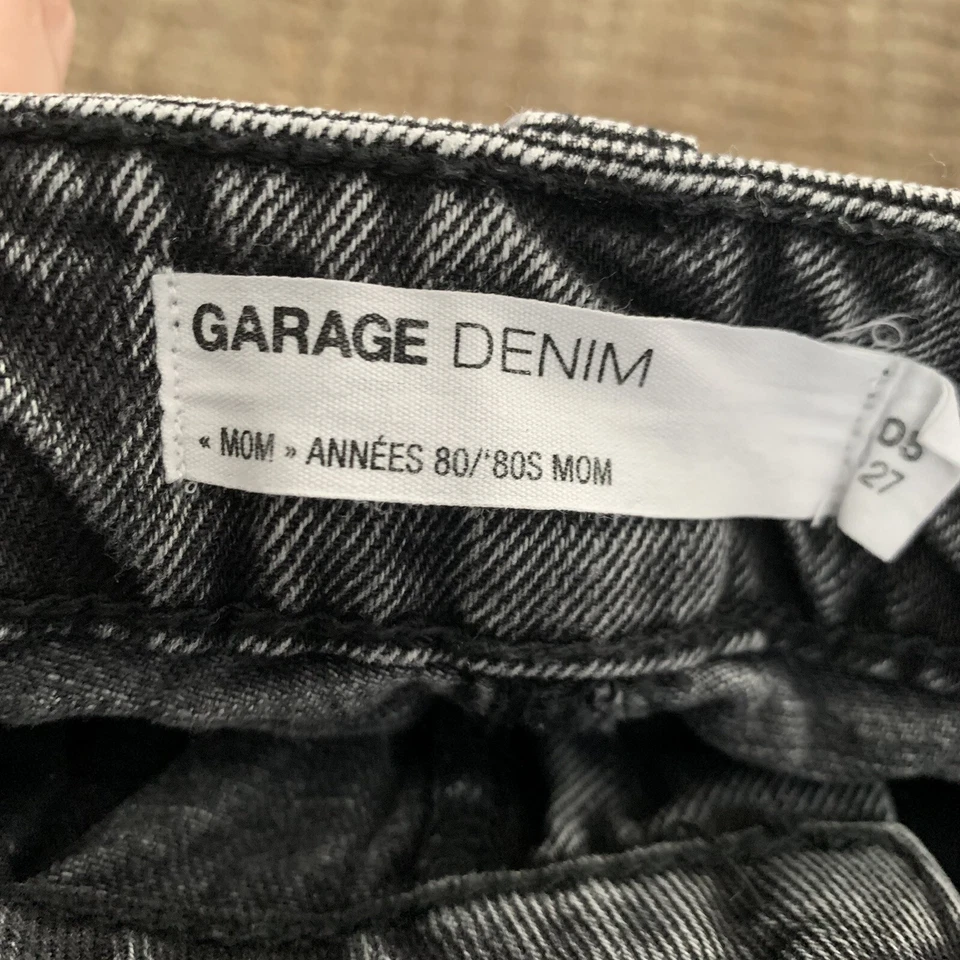 GARAGE DENIM
« MOM » ANNÉES 80/'80S MOM
27